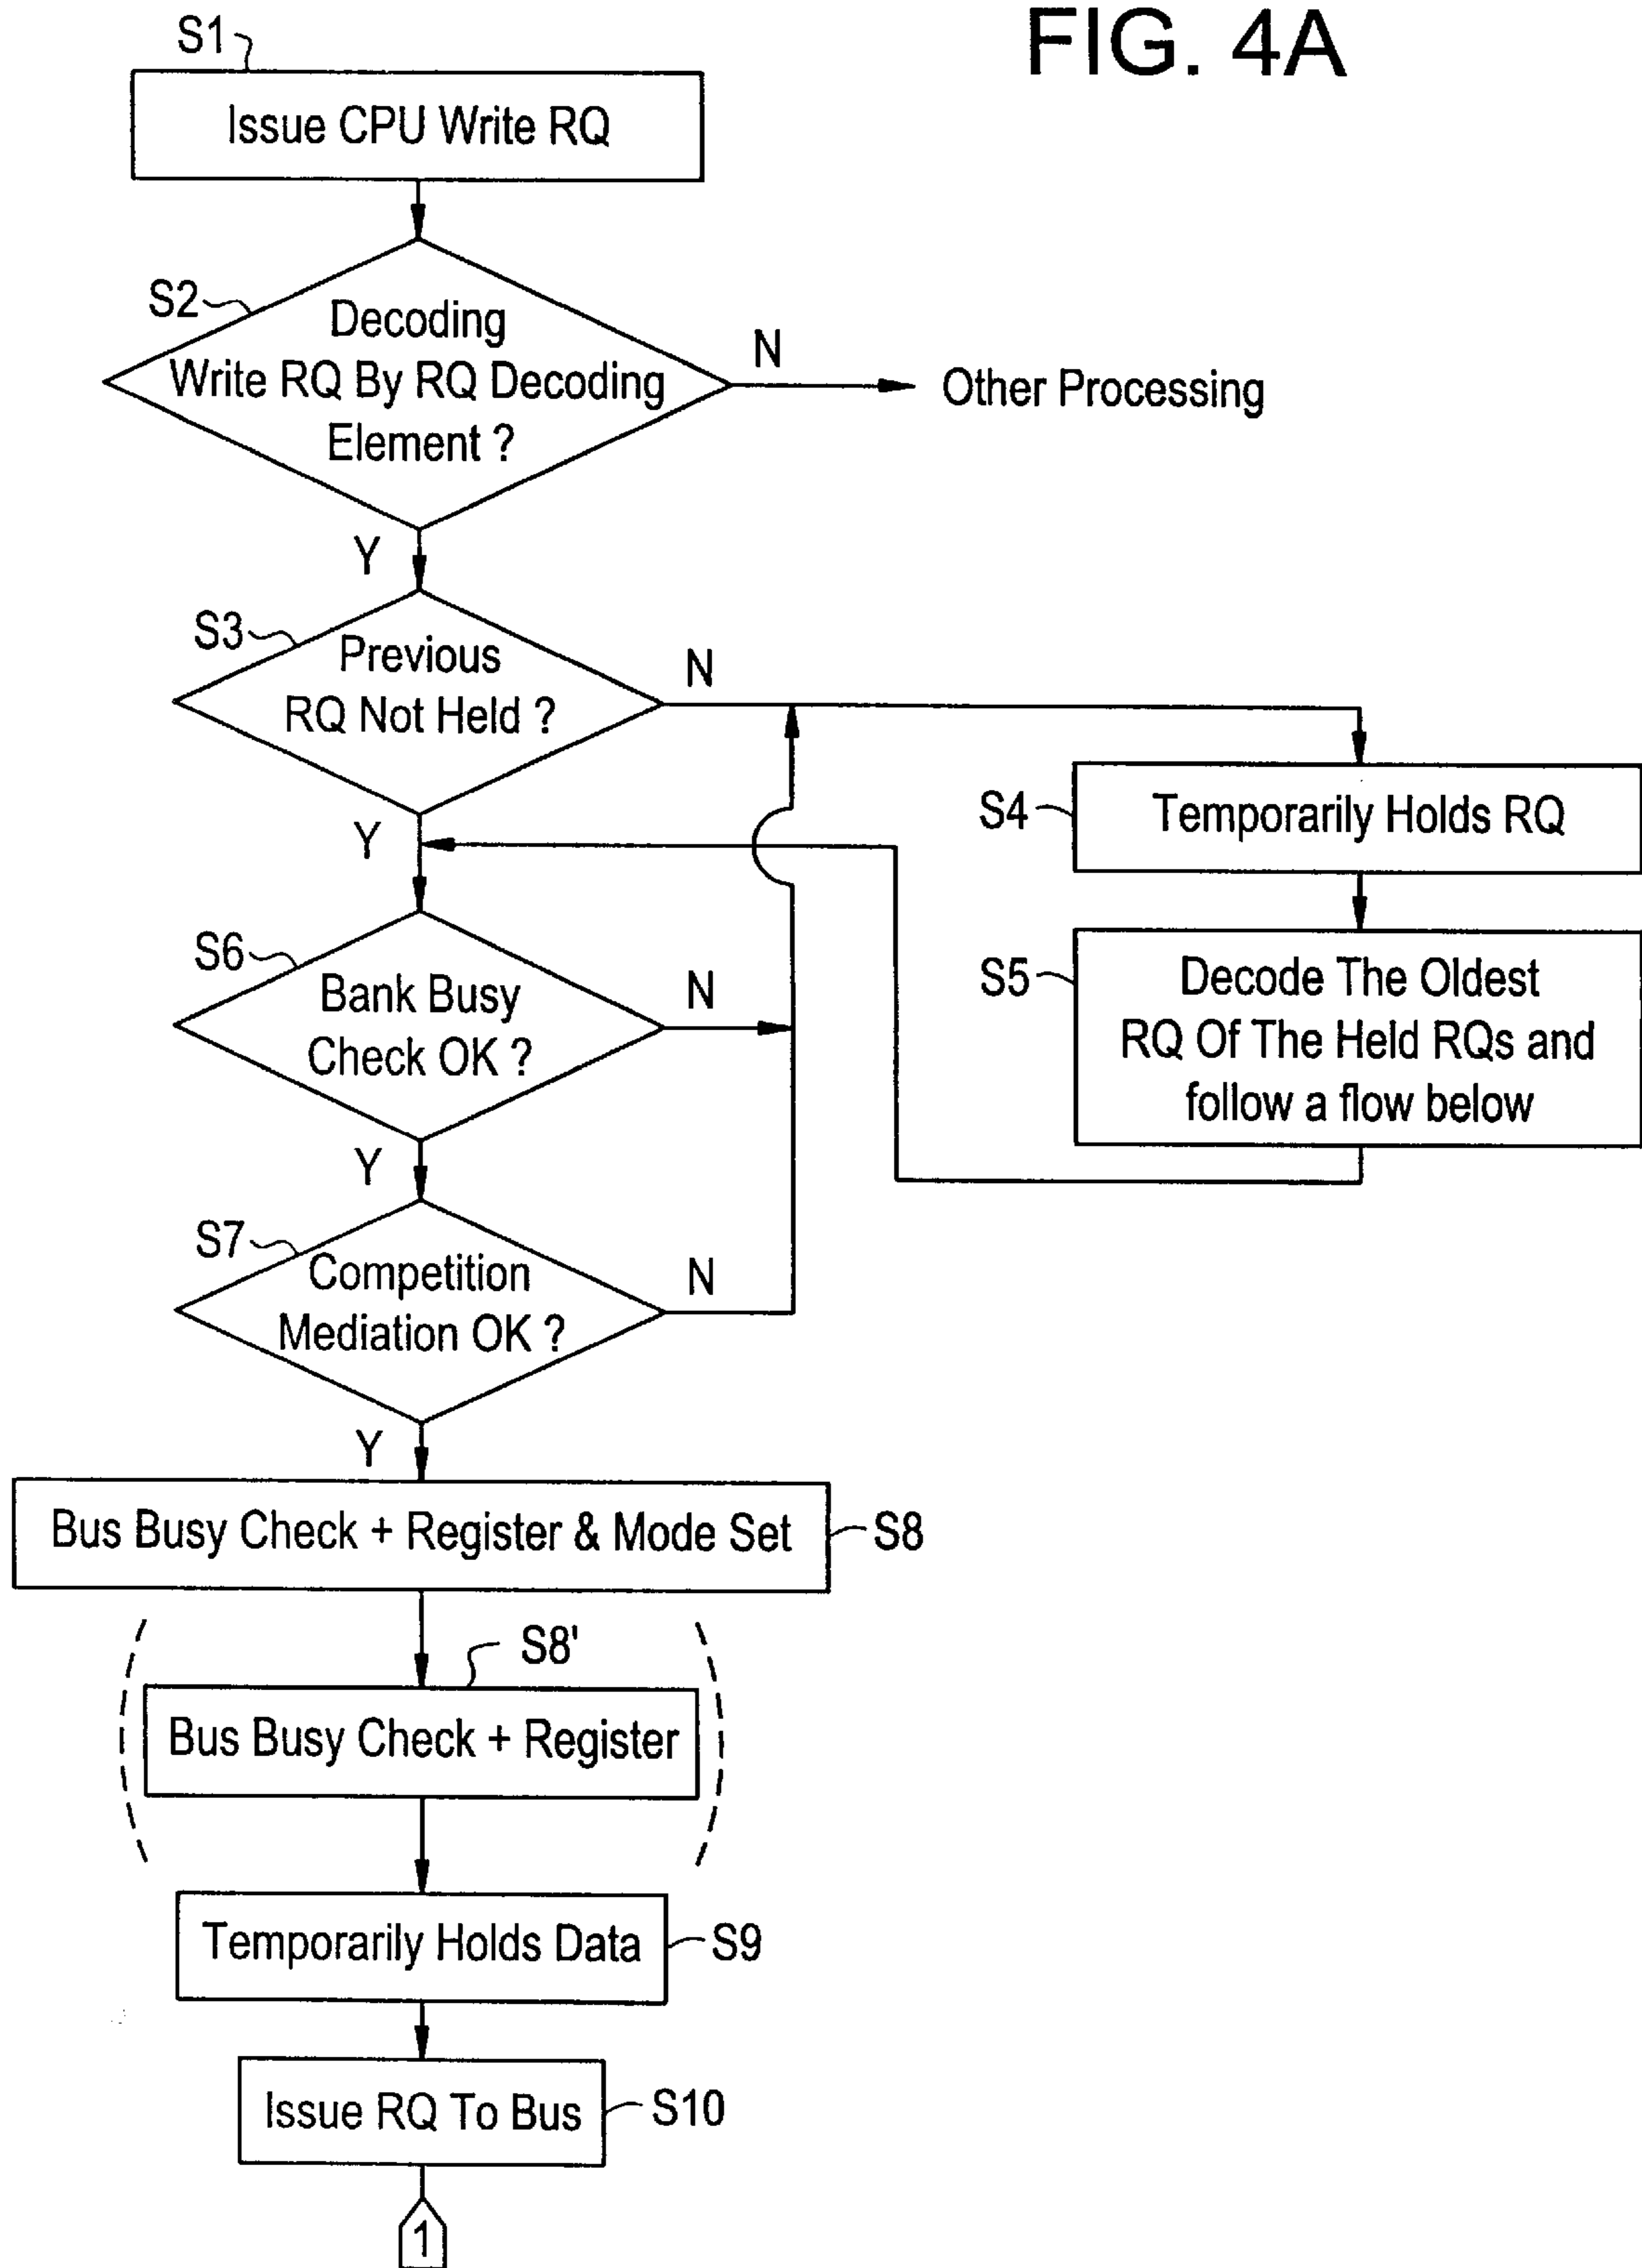 FIG. 4A
S1
Issue CPU Write RQ
S2
Decoding
Write RQ By RQ Decoding
Element ?
N
Other Processing
Y
S3
Previous
RQ Not Held ?
N
Y
S4
Temporarily Holds RQ
S5
Decode The Oldest
RQ Of The Held RQs and
follow a flow below
S6
Bank Busy
Check OK ?
N
Y
S7
Competition
Mediation OK ?
N
Y
Bus Busy Check + Register & Mode Set
S8
S8'
Bus Busy Check + Register
Temporarily Holds Data
S9
Issue RQ To Bus
S10
1